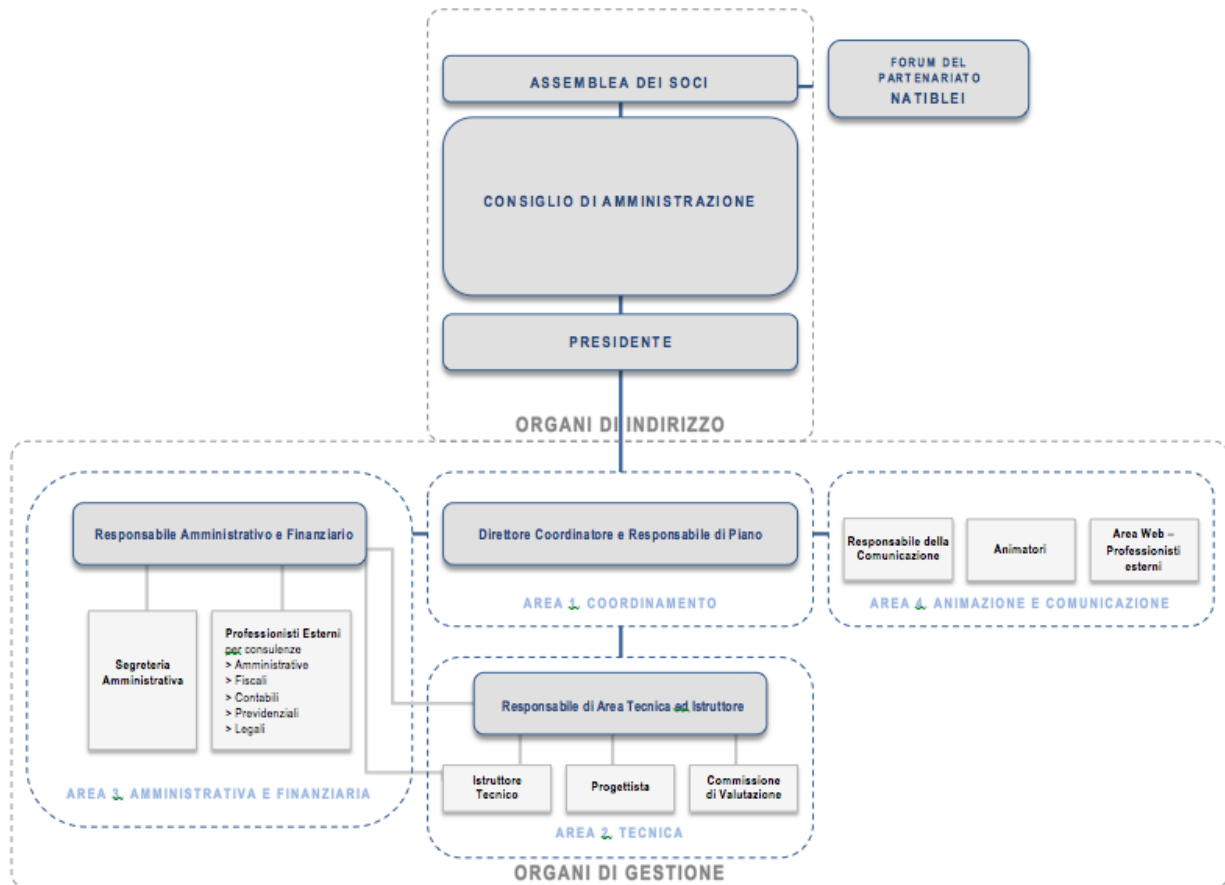 ASSEMBLEA DEI SOCI
FORUM DEL
PARTENARIATO
NATIBLEI
CONSIGLIO DI AMMINISTRAZIONE
PRESIDENTE
ORGANI DI INDIRIZZO
Responsabile Amministrativo e Finanziario
Segreteria
Amministrativa
Professionisti Esterni
per consulenze
> Amministrative
> Fiscali
> Contabili
> Previdenziali
> Legali
AREA 3. AMMINISTRATIVA E FINANZIARIA
Direttore Coordinatore e Responsabile di Piano
AREA 1. COORDINAMENTO
Responsabile della
Comunicazione
Animatori
Area Web –
Professionisti
esterni
AREA 4. ANIMAZIONE E COMUNICAZIONE
Responsabile di Area Tecnica ed Istruttore
Istruttore
Tecnico
Progettista
Commissione
di Valutazione
AREA 2. TECNICA
ORGANI DI GESTIONE